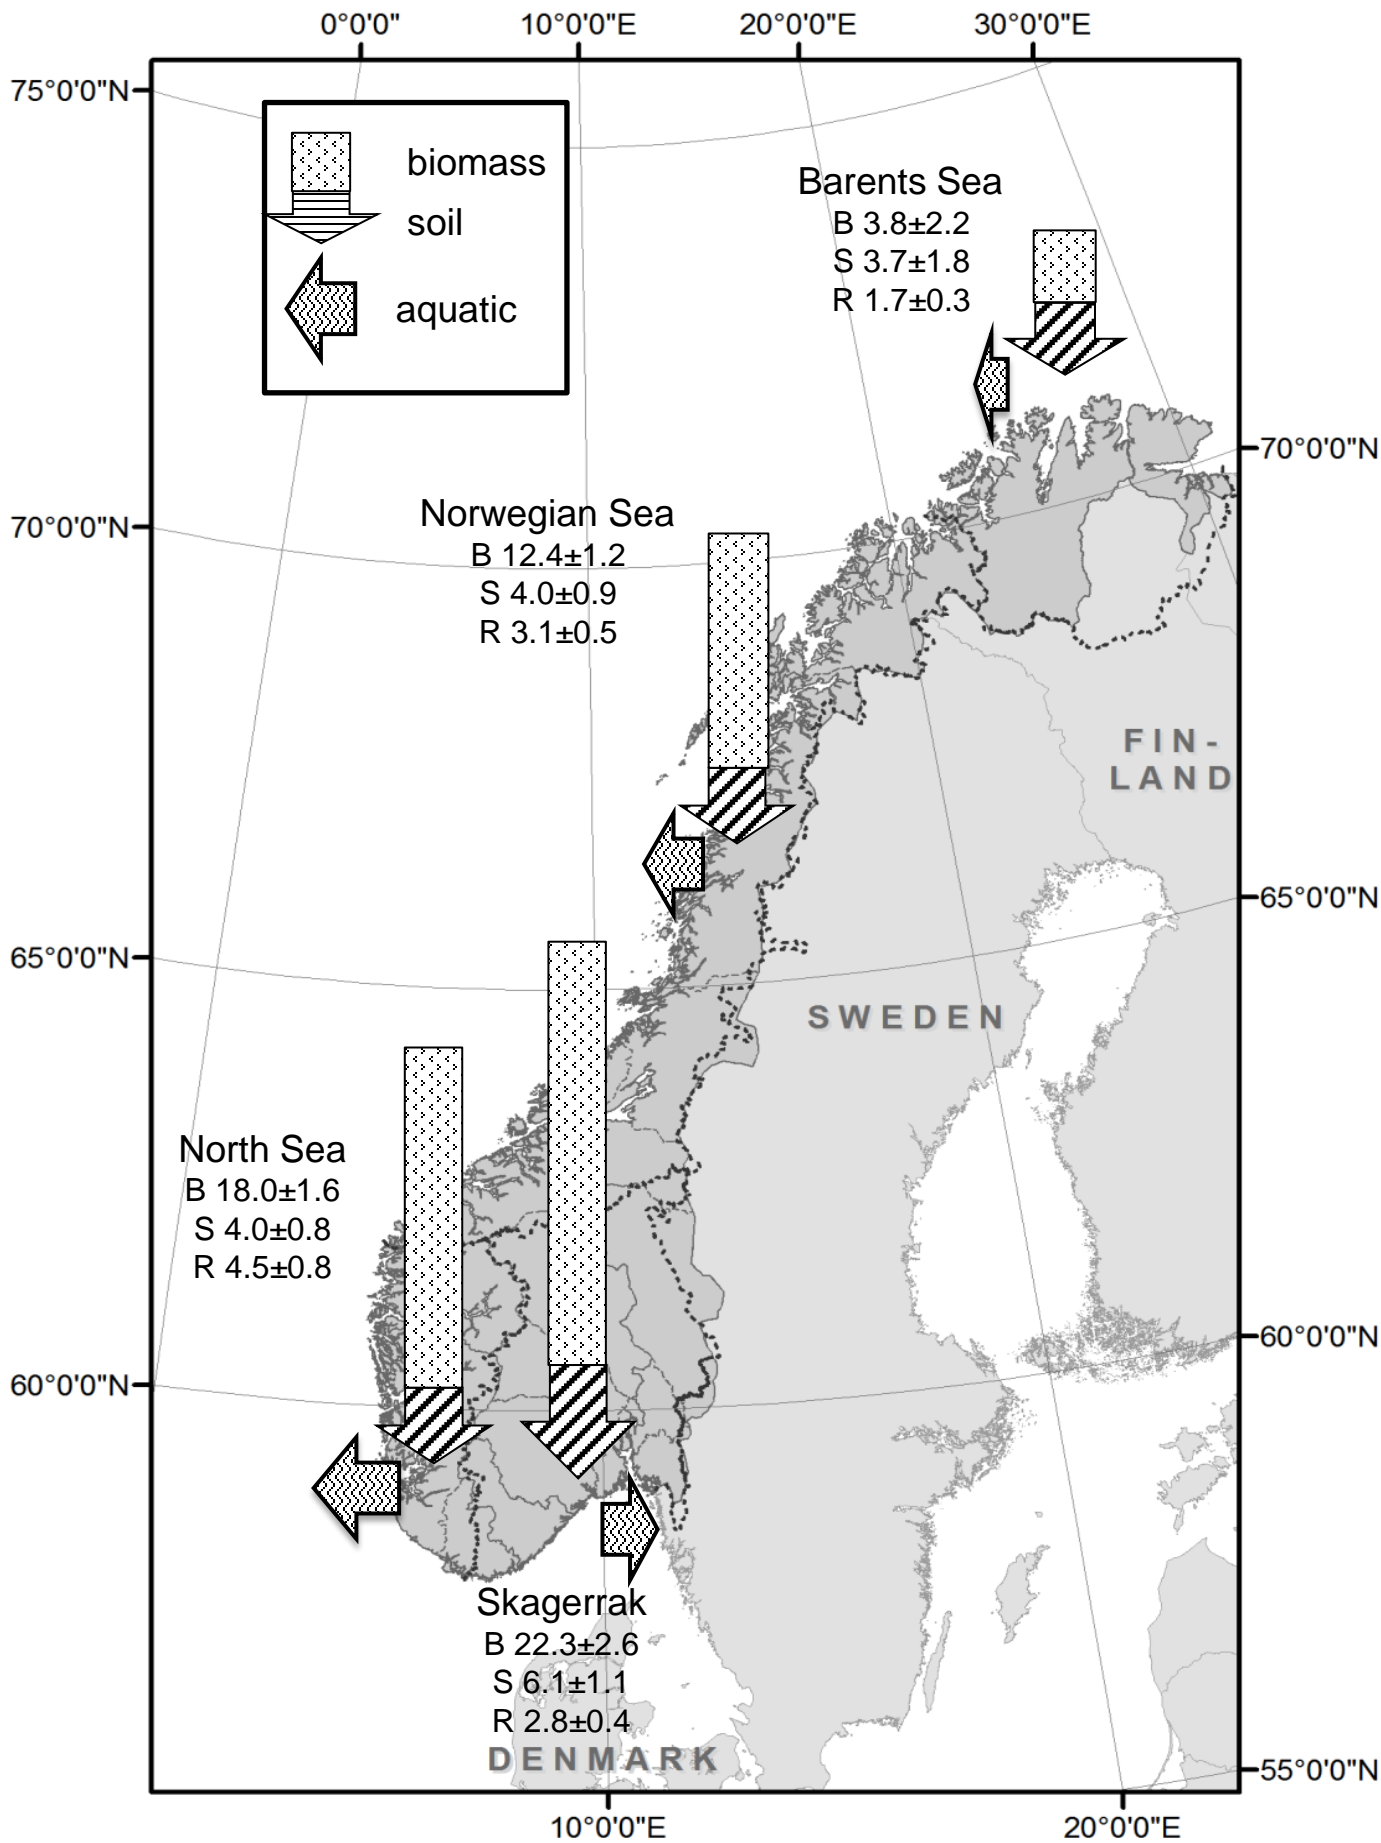 0°0'0" 10°0'0"E 20°0'0"E 30°0'0"E
75°0'0"N
biomass
soil
aquatic
Barents Sea
B 3.8±2.2
S 3.7±1.8
R 1.7±0.3
70°0'0"N
Norwegian Sea
B 12.4±1.2
S 4.0±0.9
R 3.1±0.5
70°0'0"N
FIN-
LAND
65°0'0"N
65°0'0"N
SWEDEN
North Sea
B 18.0±1.6
S 4.0±0.8
R 4.5±0.8
60°0'0"N
60°0'0"N
Skagerrak
B 22.3±2.6
S 6.1±1.1
R 2.8±0.4
DENMARK
55°0'0"N
10°0'0"E 20°0'0"E